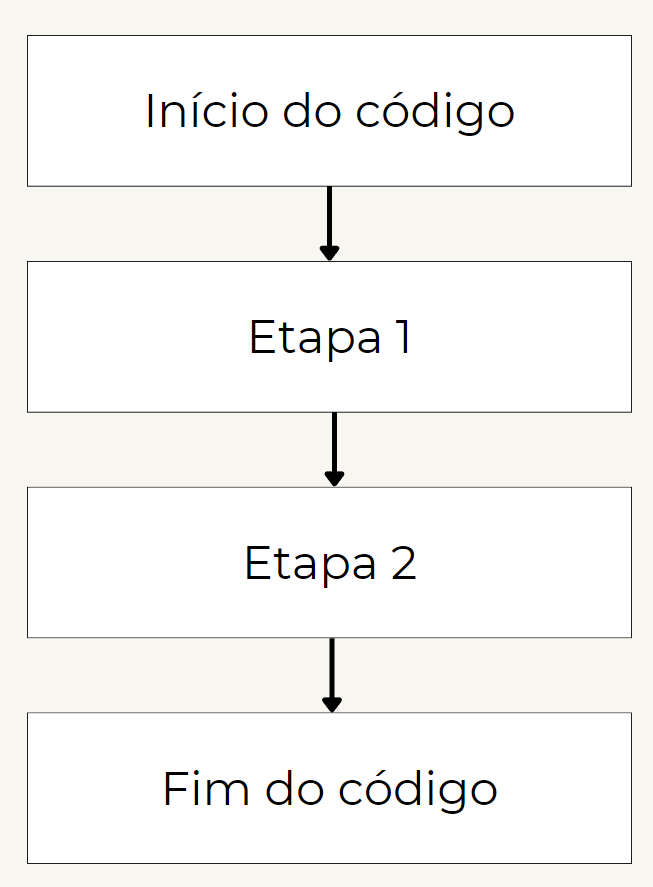 Início do código
Etapa 1
Etapa 2
Fim do código